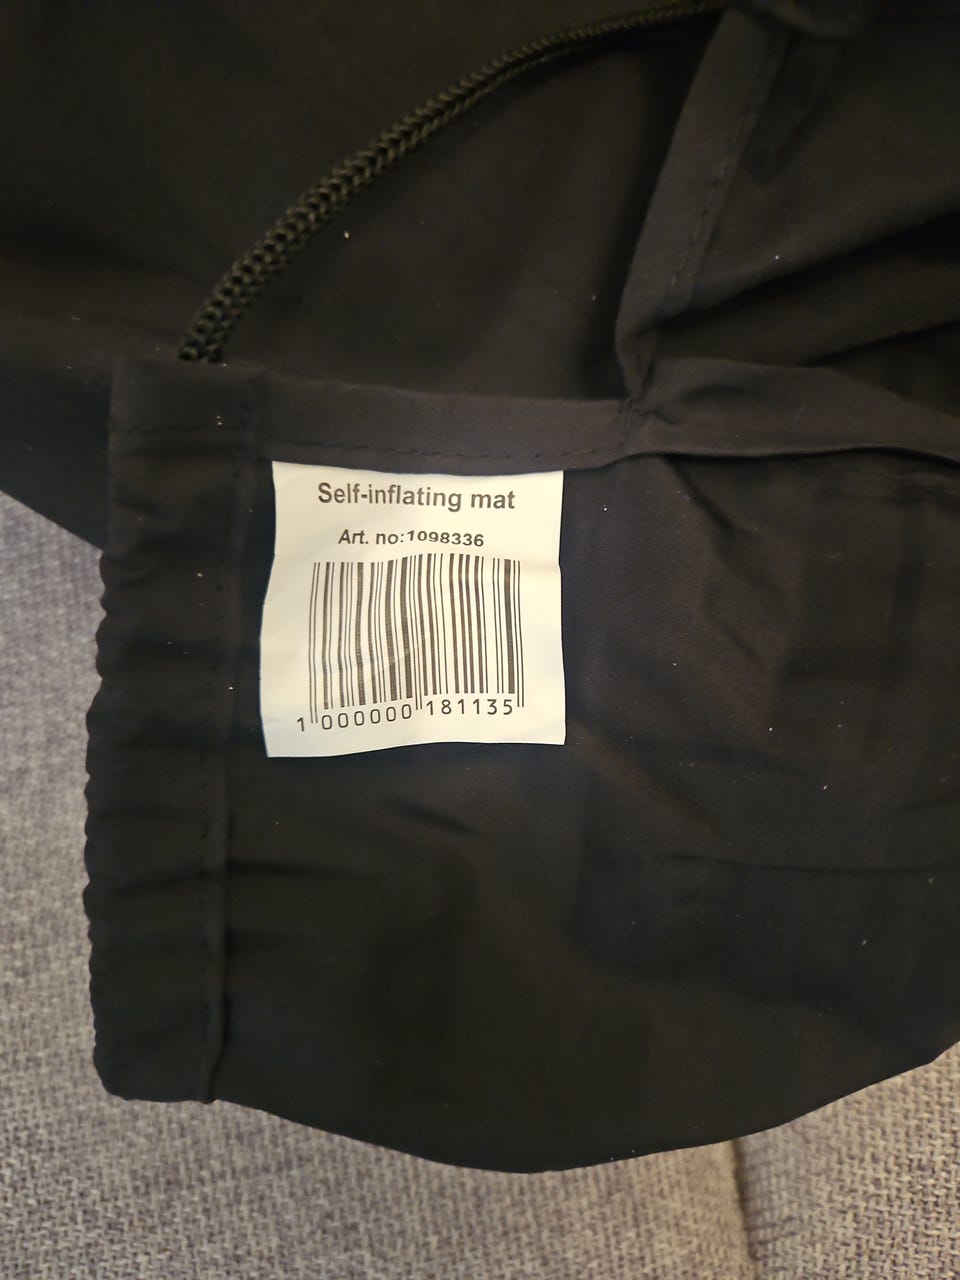 Self-inflating mat
Art. no:1098336
1 000000 181135